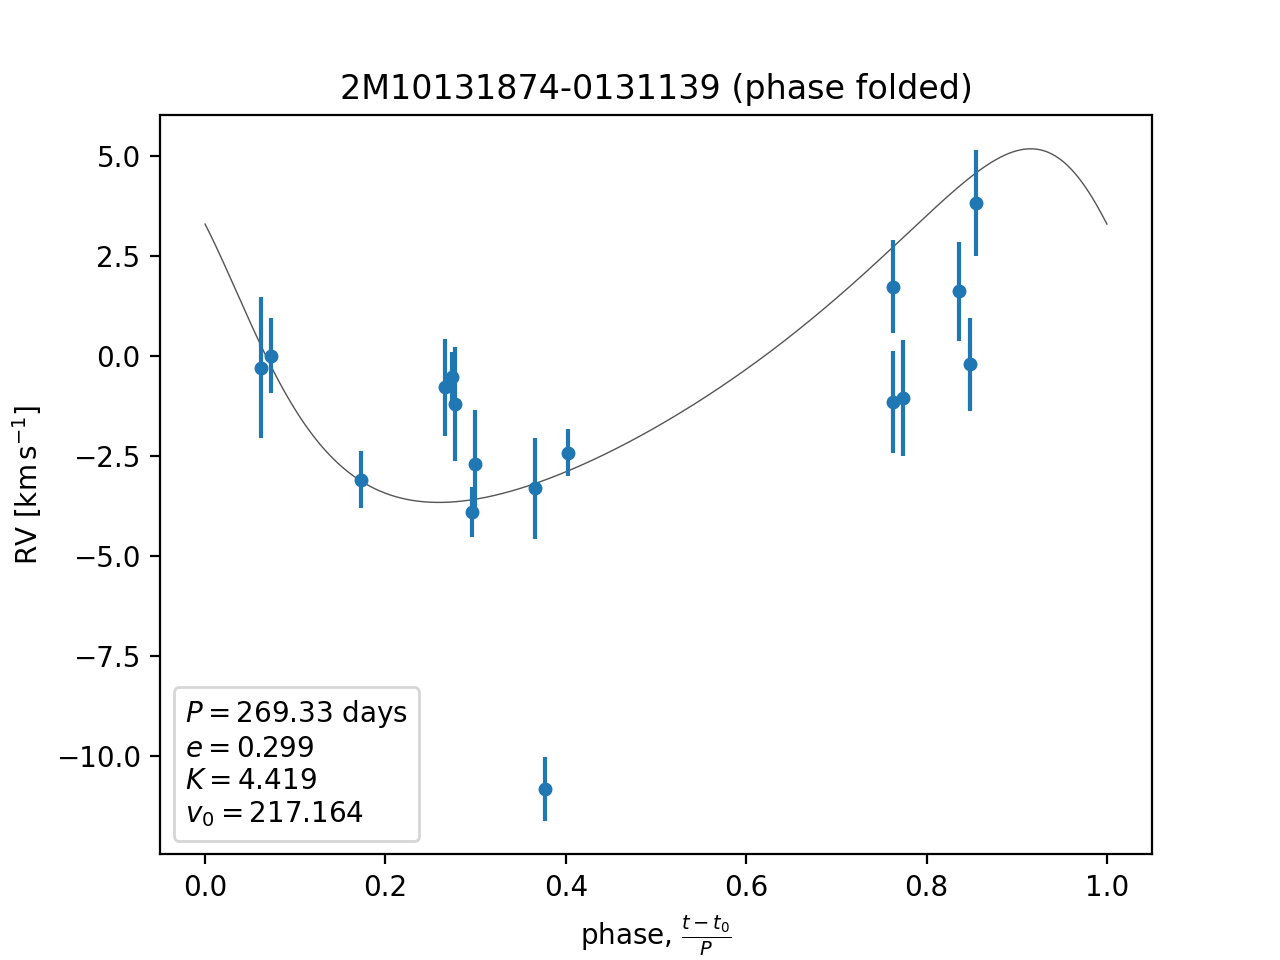 2M10131874-0131139 (phase folded)
RV [km s⁻¹]
5.0
2.5
0.0
−2.5
−5.0
−7.5
−10.0
P = 269.33 days
e = 0.299
K = 4.419
v₀ = 217.164
0.0 0.2 0.4 0.6 0.8 1.0
phase, (t − t₀)/P